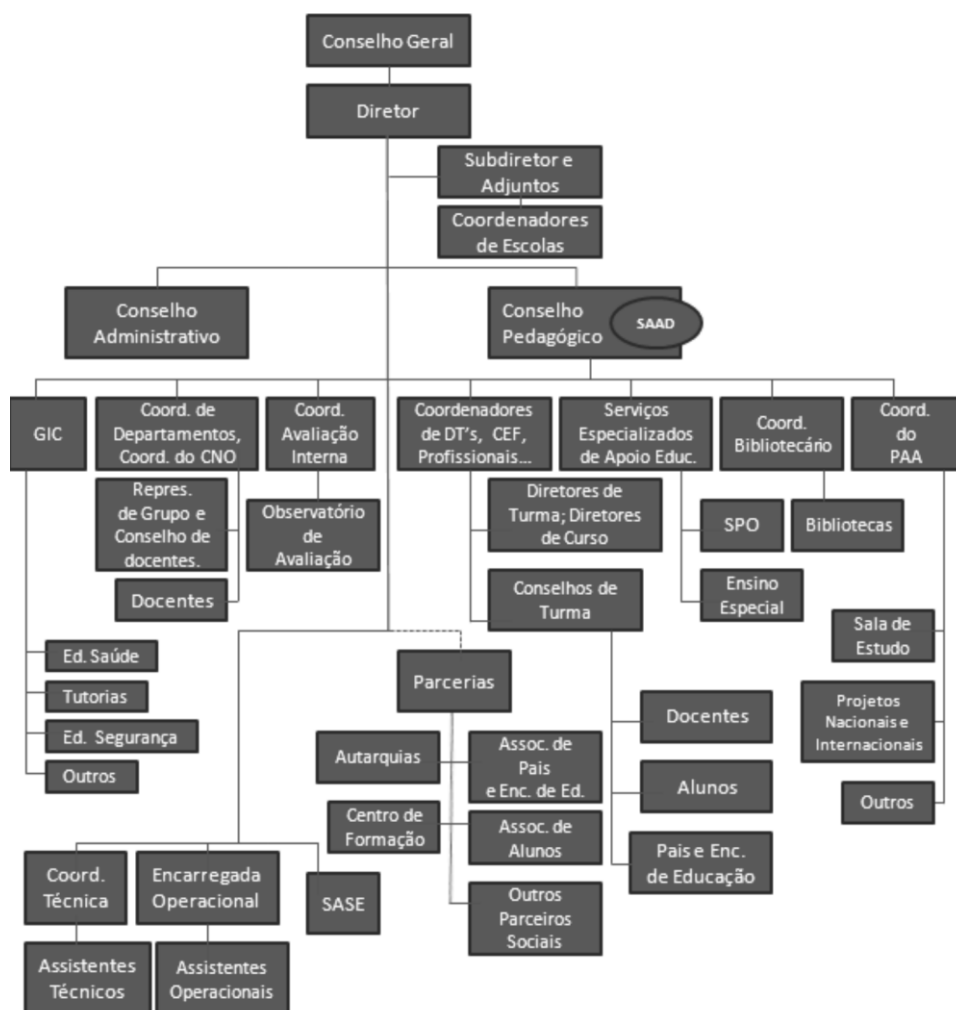 Conselho Geral
Diretor
Subdiretor e
Adjuntos
Coordenadores
de Escolas
Conselho
Administrativo
Conselho
Pedagógico
SAAD
GIC
Coord. de
Departamentos,
Coord. do CNO
Coord.
Avaliação
Interna
Coordenadores
de DT's, CEF,
Profissionais...
Serviços
Especializados
de Apoio Educ.
Coord.
Bibliotecário
Coord.
do
PAA
Repres.
de Grupo e
Conselho de
docentes.
Docentes
Observatório
de
Avaliação
Diretores de
Turma; Diretores
de Curso
Conselhos de
Turma
SPO
Ensino
Especial
Bibliotecas
Sala de
Estudo
Projetos
Nacionais e
Internacionais
Outros
Ed. Saúde
Tutorias
Ed. Segurança
Outros
Parcerias
Autarquias
Assoc. de
Pais
e Enc. de Ed.
Centro de
Formação
Assoc. de
Alunos
Outros
Parceiros
Sociais
Docentes
Alunos
Pais e Enc.
de Educação
Coord.
Técnica
Encarregada
Operacional
SASE
Assistentes
Técnicos
Assistentes
Operacionais